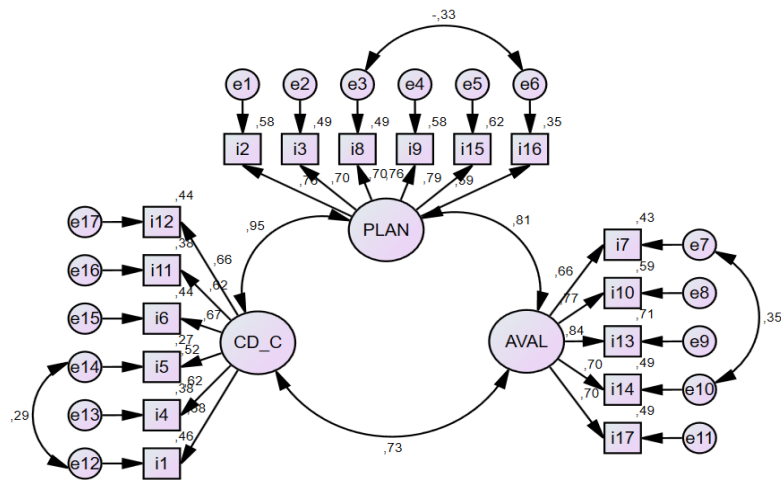 -,33
e1 e2 e3 e4 e5 e6
,58 ,49 ,49 ,58 ,62 ,35
i2 i3 i8 i9 i15 i16
,76 ,70 ,70 ,76 ,79 ,59
PLAN
,95 ,81
,44
e17 i12
,66
,38
e16 i11
,62
,44
e15 i6
,67
,27
e14 i5
,52
,38
e13 i4
,62
,46
e12 i1
,68
,29
CD_C
,73
AVAL
,43
i7 e7
,66
,59
i10 e8
,77
,71
i13 e9
,84
,49
i14 e10
,70
,49
i17 e11
,70
,35